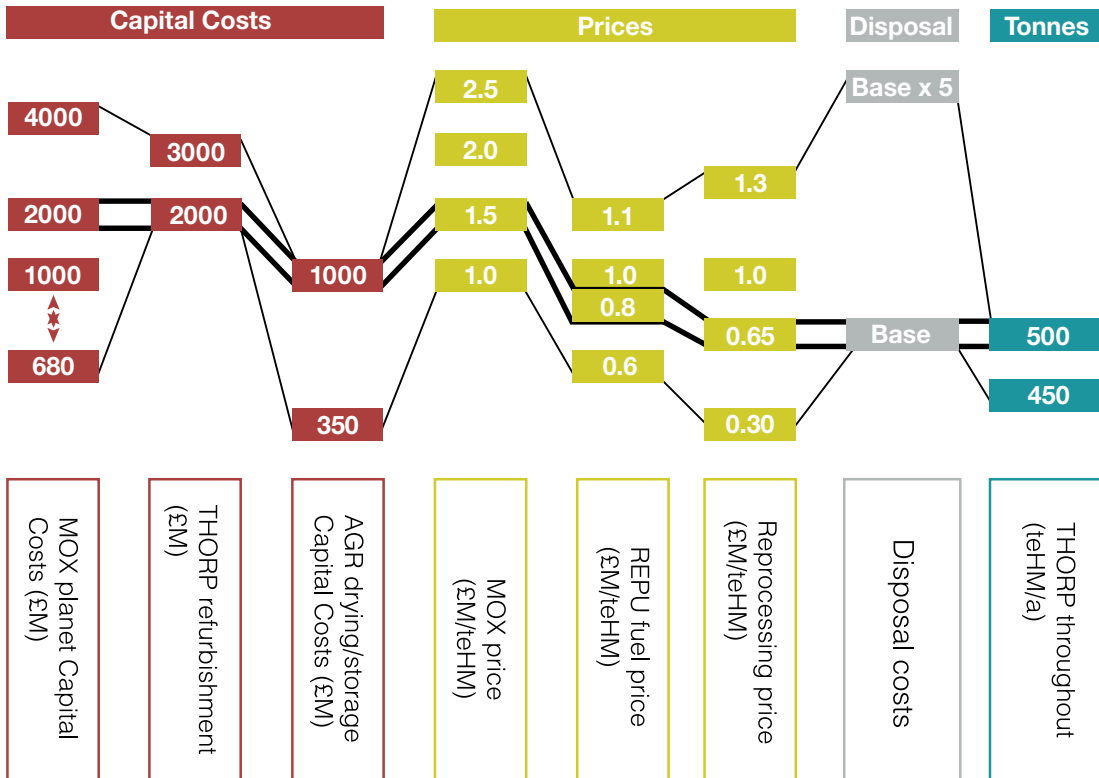 Capital Costs
Prices
Disposal
Tonnes
4000
2000
1000
680
3000
2000
1000
350
2.5
2.0
1.5
1.0
1.1
1.0
0.8
0.6
1.3
1.0
0.65
0.30
Base x 5
Base
500
450
MOX planet Capital
Costs (£M)
THORP refurbishment
(£M)
AGR drying/storage
Capital Costs (£M)
MOX price
(£M/teHM)
REPU fuel price
(£M/teHM)
Reprocessing price
(£M/teHM)
Disposal costs
THORP throughout
(teHM/a)